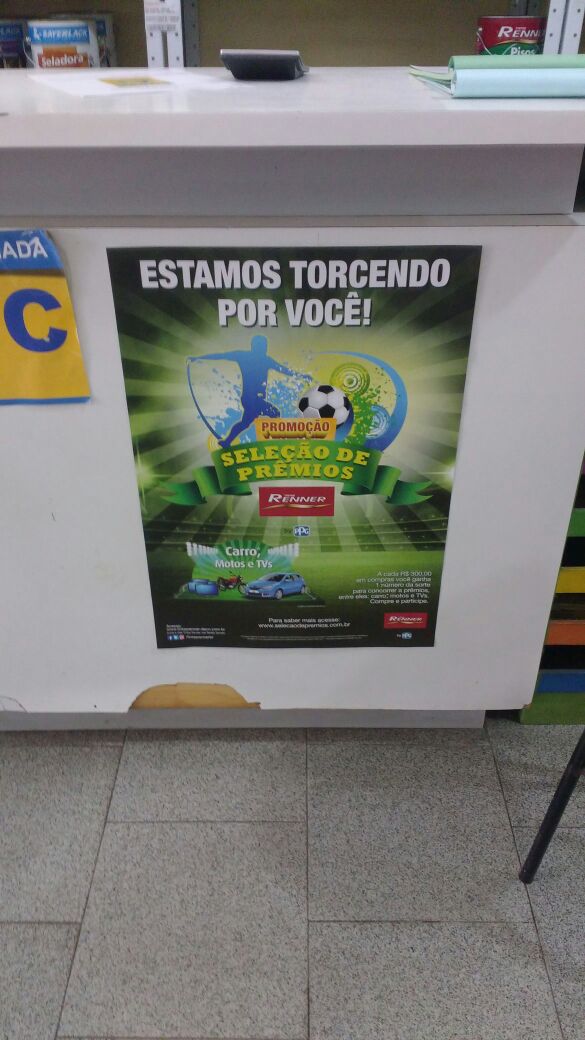 SAYERLACK
Seladora
RENNER
Pisos
ADA
C
ESTAMOS TORCENDO
POR VOCÊ!
PROMOÇÃO
SELEÇÃO DE
PRÊMIOS
RENNER
by PPG
Carro,
Motos e TVs
A cada R$ 300,00
em compras você ganha
1 número da sorte
para concorrer a prêmios,
entre eles: carro, motos e TVs.
Compre e participe.
Para saber mais acesse:
www.selecaodepremios.com.br
RENNER
by PPG